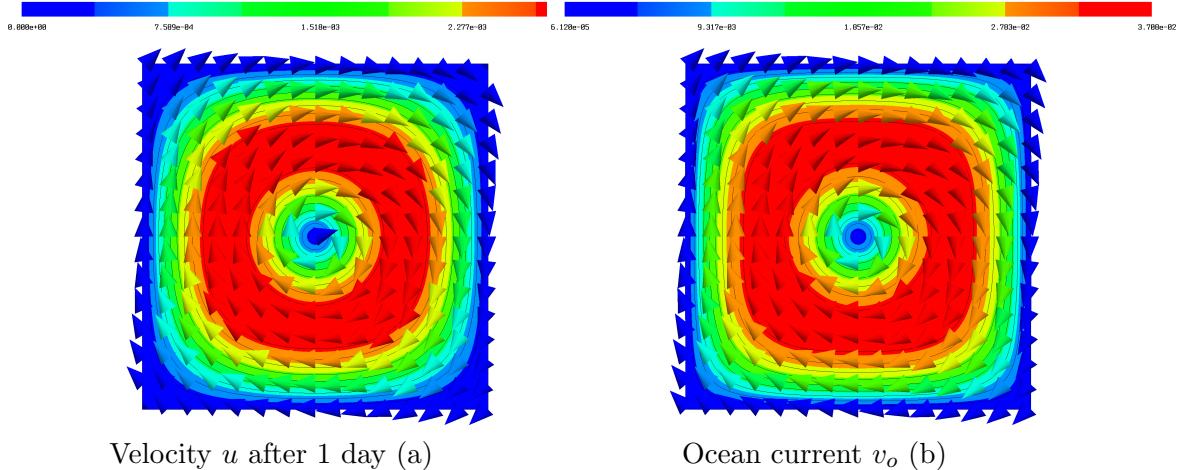 0.000e+00 7.589e-04 1.518e-03 2.277e-03 6.120e-05 9.317e-03 1.857e-02 2.783e-02 3.708e-02
Velocity u after 1 day (a) Ocean current v_o (b)